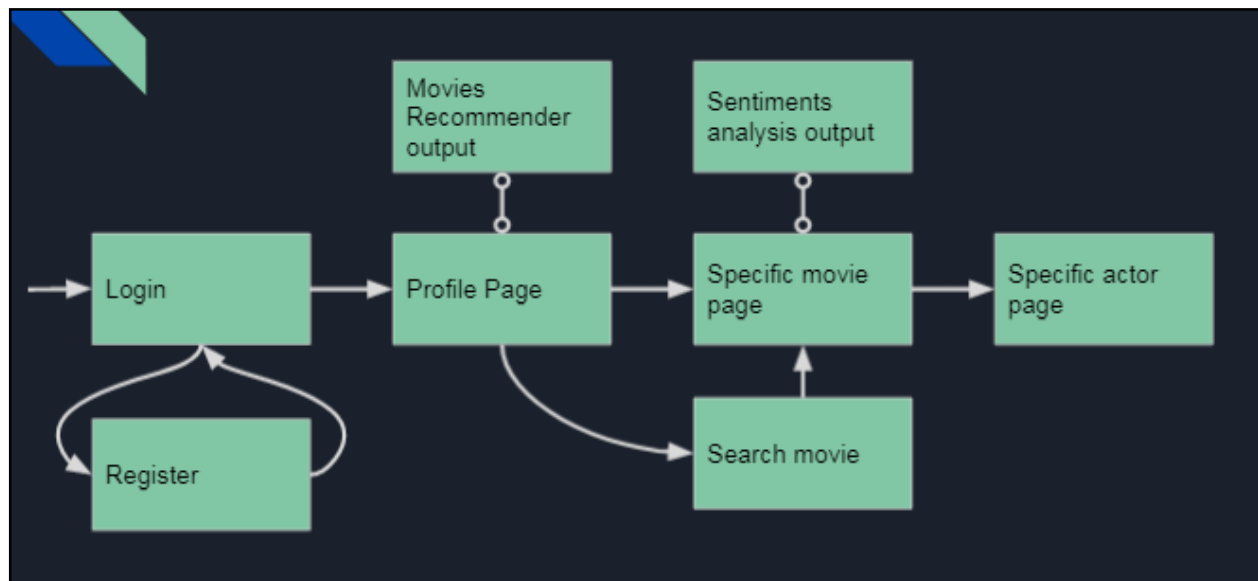 Movies
Recommender
output
Sentiments
analysis output
Login
Profile Page
Specific movie
page
Specific actor
page
Register
Search movie